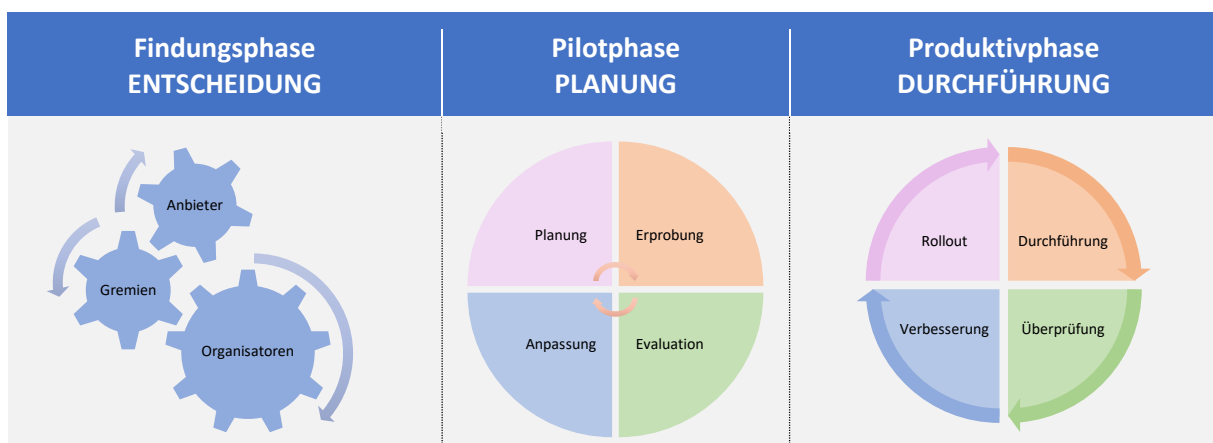 Findungsphase
ENTSCHEIDUNG
Pilotphase
PLANUNG
Produktivphase
DURCHFÜHRUNG
Anbieter
Gremien
Organisatoren
Planung
Erprobung
Anpassung
Evaluation
Rollout
Durchführung
Verbesserung
Überprüfung